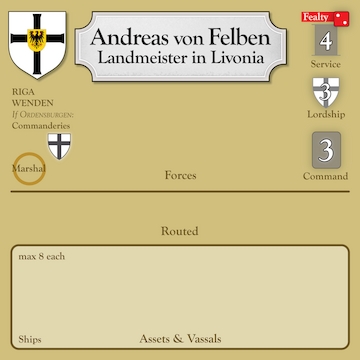 Andreas von Felben
Landmeister in Livonia
Fealty
4
Service
3
Lordship
3
Command
RIGA
WENDEN
If Ordensburgen:
Commanderies
Marshal
Forces
Routed
max 8 each
Ships
Assets & Vassals